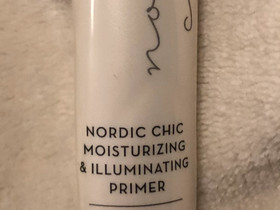 NORDIC CHIC
MOISTURIZING
& ILLUMINATING
PRIMER